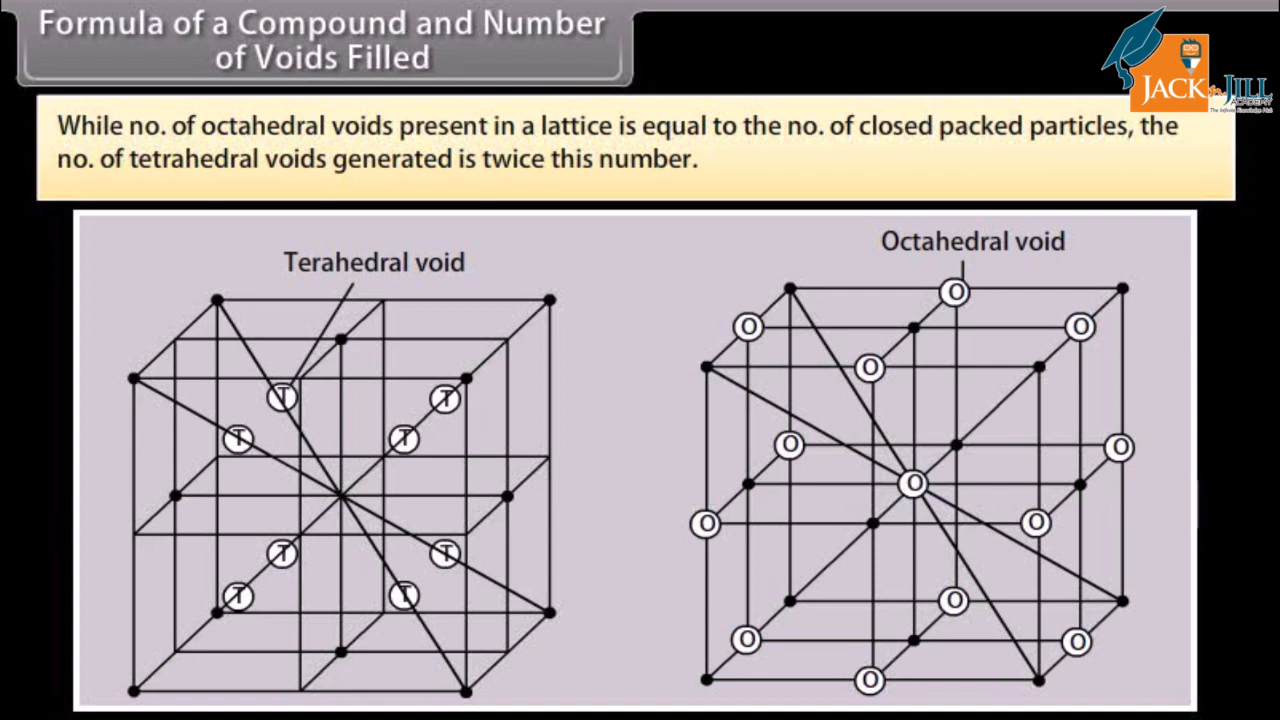 Formula of a Compound and Number
of Voids Filled
JACK n JILL
ACADEMY
While no. of octahedral voids present in a lattice is equal to the no. of closed packed particles, the
no. of tetrahedral voids generated is twice this number.
Terahedral void
Octahedral void
O
O O
T T O
T T O O
O
O O
T T
T T O
O O
O